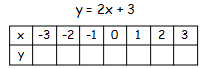 y = 2x + 3
x -3 -2 -1 0 1 2 3
y